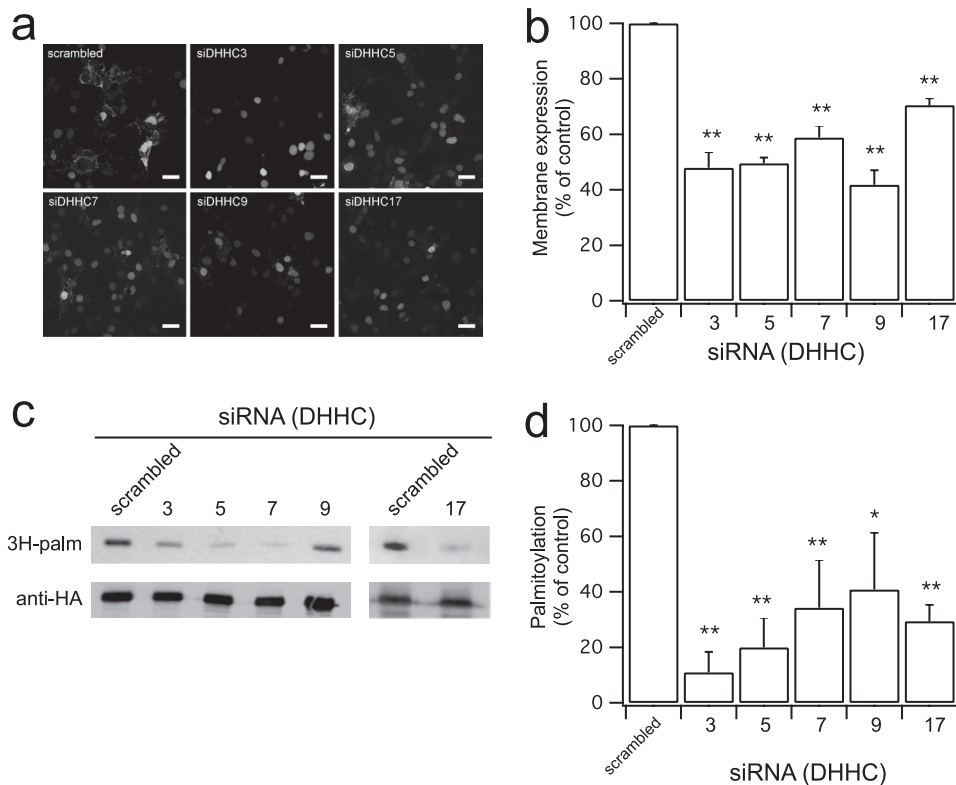 a
scrambled siDHHC3 siDHHC5
siDHHC7 siDHHC9 siDHHC17
b
Membrane expression
(% of control)
100
80
60
40
20
0
** ** ** ** **
scrambled 3 5 7 9 17
siRNA (DHHC)
c
siRNA (DHHC)
scrambled 3 5 7 9 scrambled 17
3H-palm
anti-HA
d
Palmitoylation
(% of control)
100
80
60
40
20
0
** ** ** * **
scrambled 3 5 7 9 17
siRNA (DHHC)